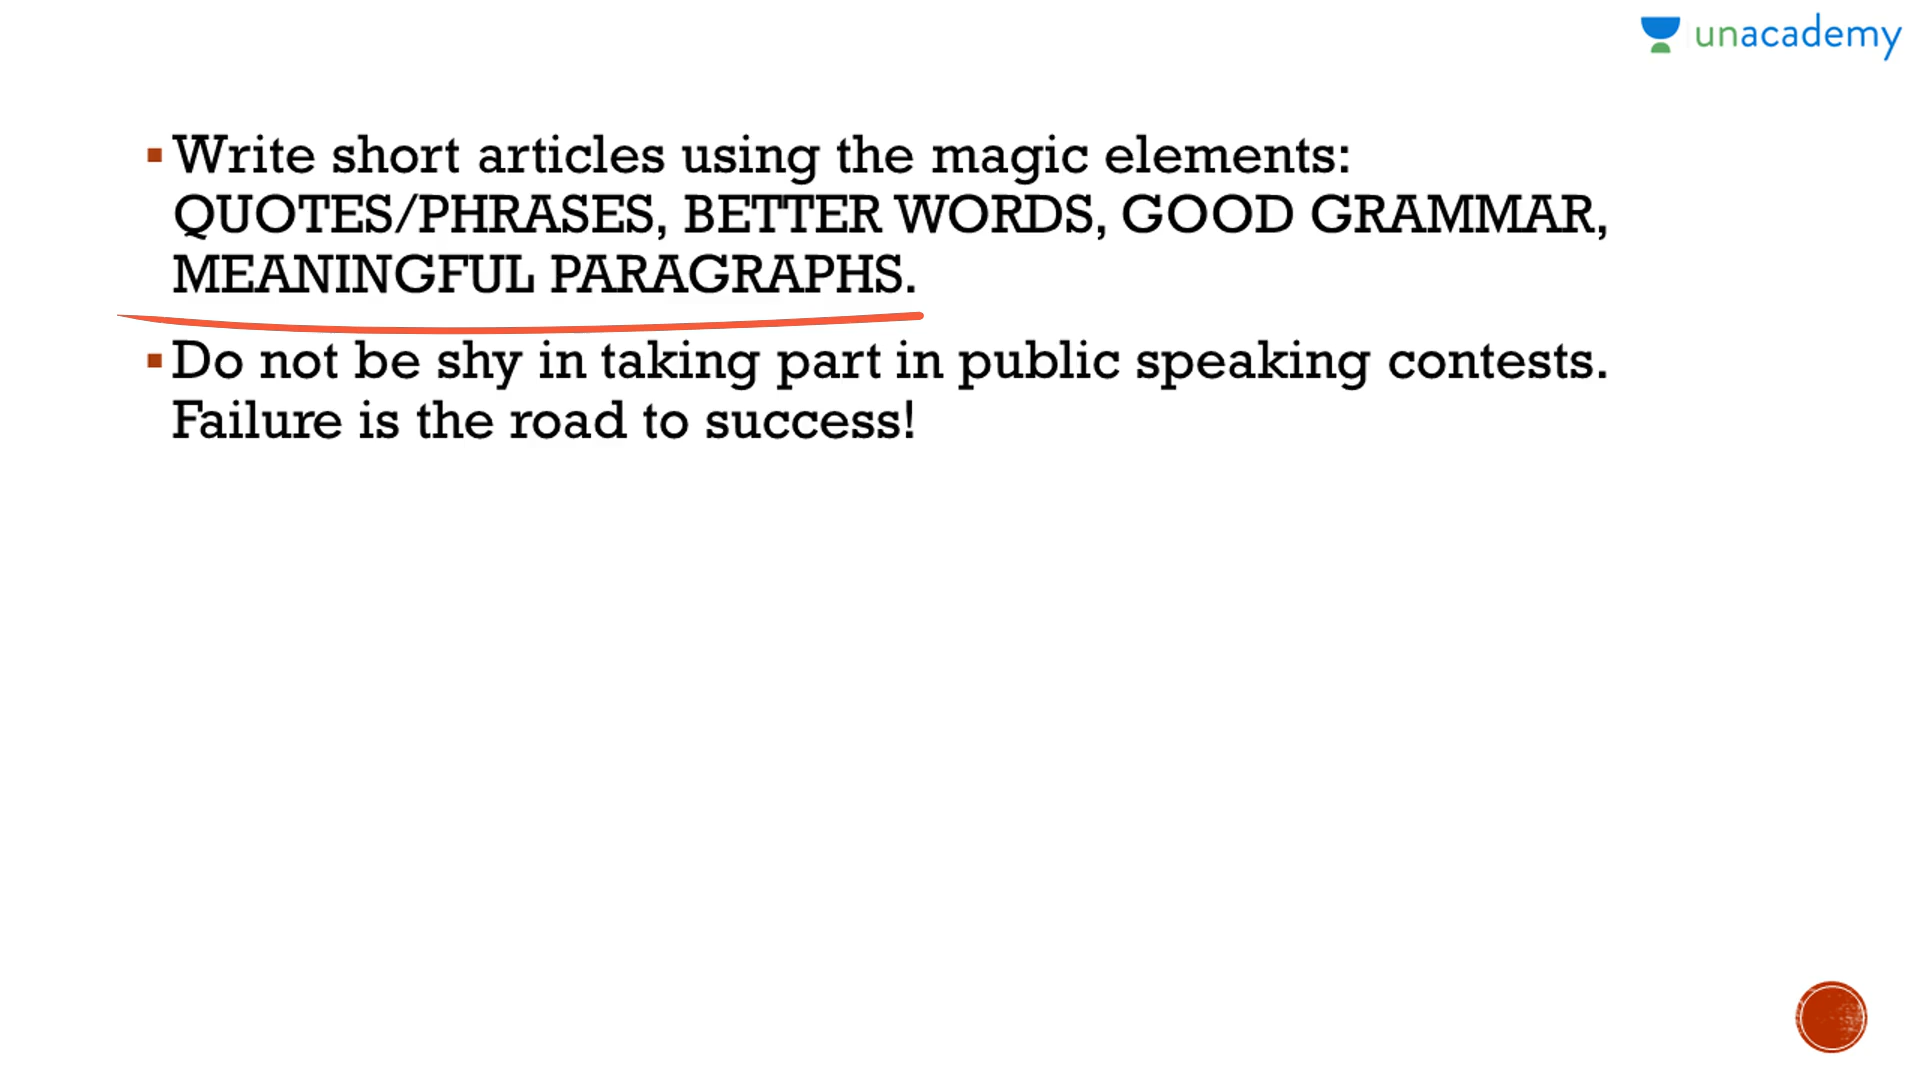 unacademy
Write short articles using the magic elements:
QUOTES/PHRASES, BETTER WORDS, GOOD GRAMMAR,
MEANINGFUL PARAGRAPHS.
Do not be shy in taking part in public speaking contests.
Failure is the road to success!